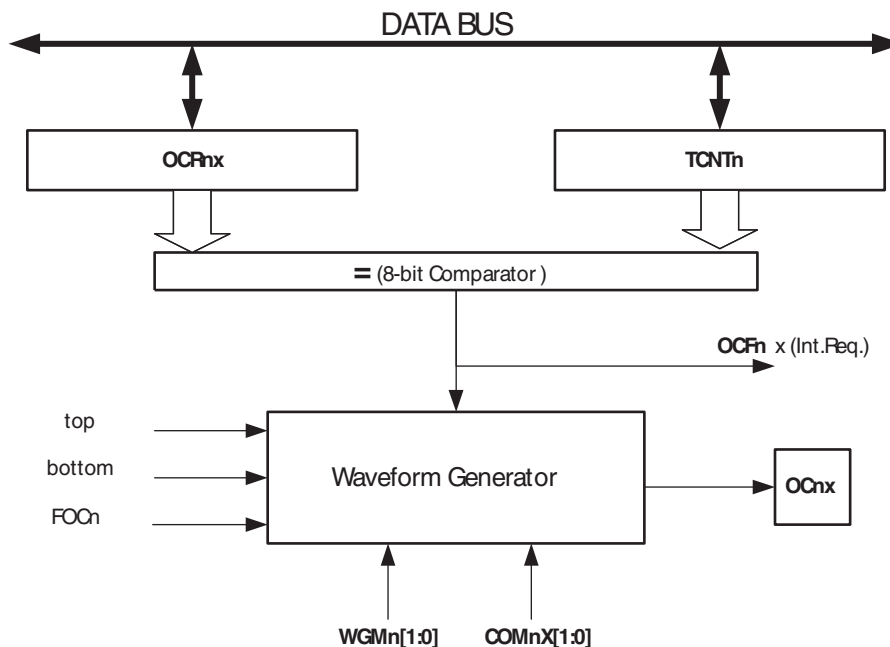 DATA BUS
OCRnx
TCNTn
= (8-bit Comparator )
OCFn x (Int.Req.)
top
bottom
FOCn
Waveform Generator
OCnx
WGMn[1:0]
COMnX[1:0]